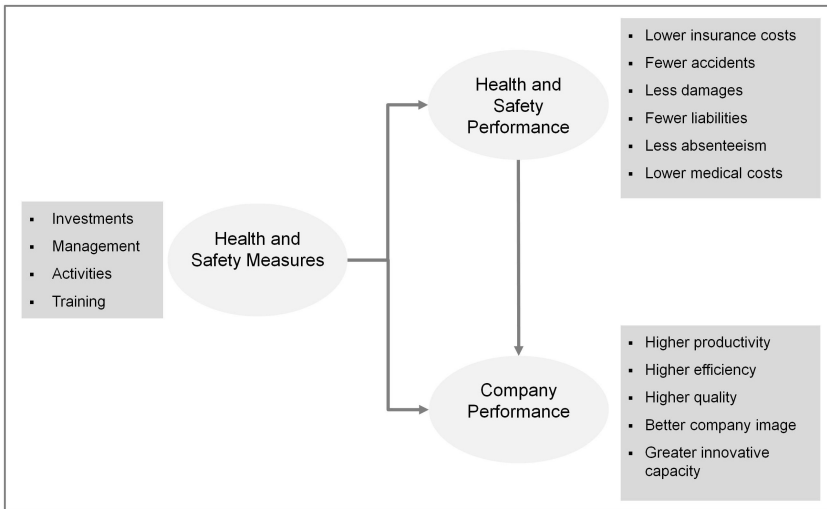 ▪ Investments
▪ Management
▪ Activities
▪ Training
Health and
Safety Measures
Health and
Safety
Performance
▪ Lower insurance costs
▪ Fewer accidents
▪ Less damages
▪ Fewer liabilities
▪ Less absenteeism
▪ Lower medical costs
Company
Performance
▪ Higher productivity
▪ Higher efficiency
▪ Higher quality
▪ Better company image
▪ Greater innovative
capacity